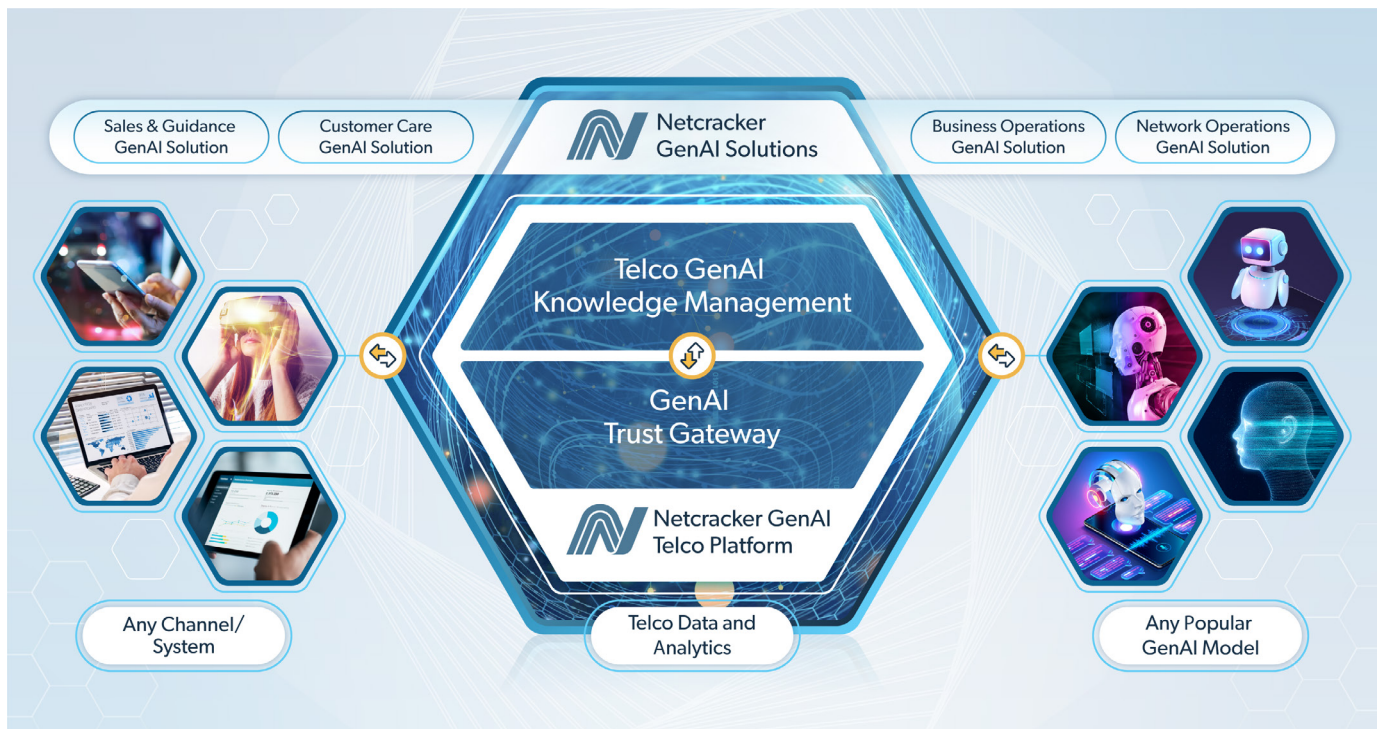 Sales & Guidance
GenAI Solution
Customer Care
GenAI Solution
Netcracker
GenAI Solutions
Business Operations
GenAI Solution
Network Operations
GenAI Solution
Telco GenAI
Knowledge Management
GenAI
Trust Gateway
Netcracker GenAI
Telco Platform
Any Channel/
System
Telco Data and
Analytics
Any Popular
GenAI Model